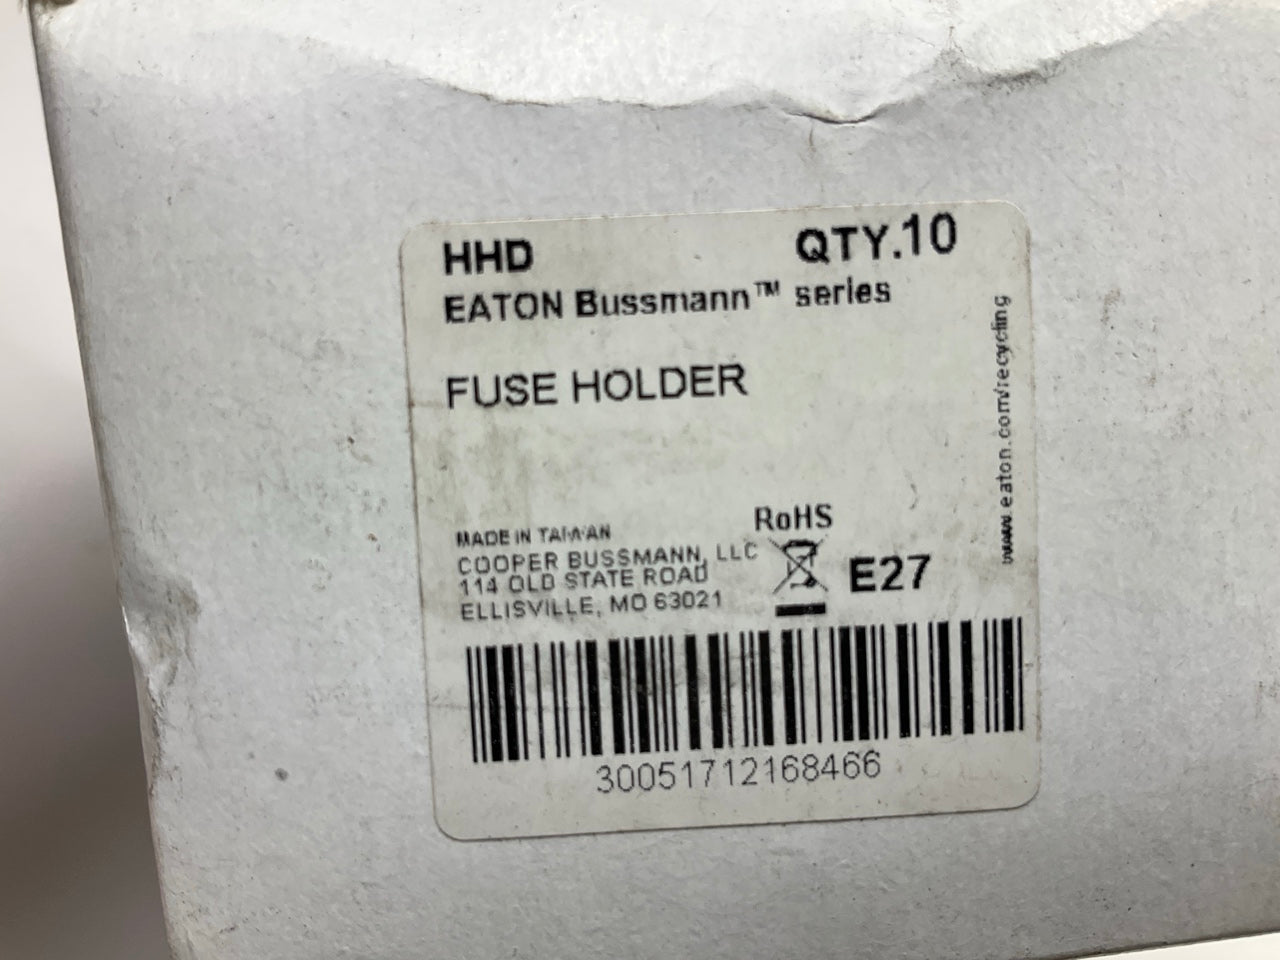 HHD QTY.10
EATON Bussmann™ series
FUSE HOLDER
www.eaton.com/recycling
RoHS
MADE IN TAIWAN
COOPER BUSSMANN, LLC
114 OLD STATE ROAD
ELLISVILLE, MO 63021
E27
30051712168466